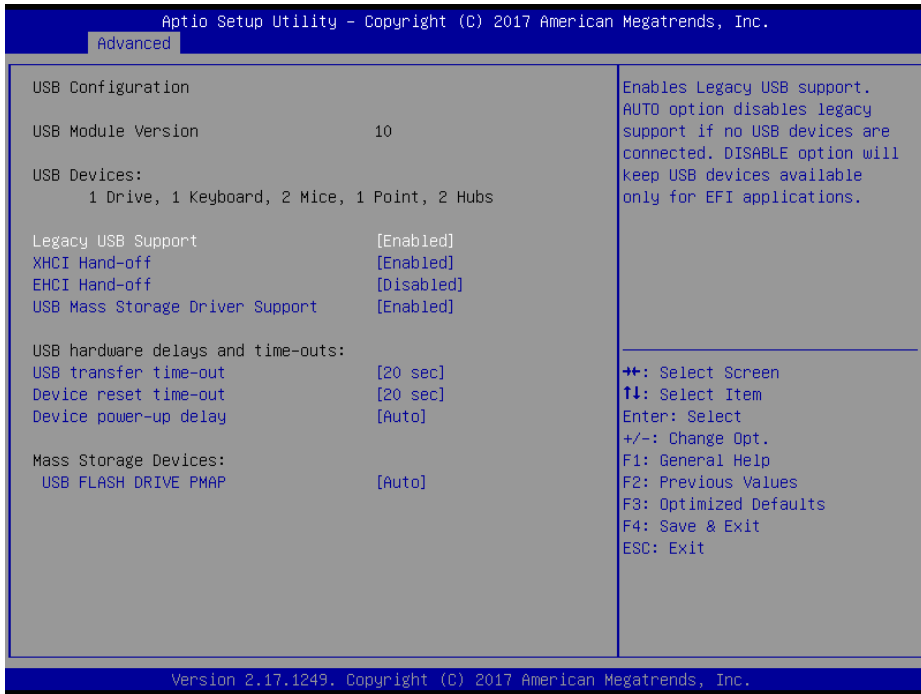 Aptio Setup Utility – Copyright (C) 2017 American Megatrends, Inc.
Advanced
USB Configuration
USB Module Version 10
USB Devices:
1 Drive, 1 Keyboard, 2 Mice, 1 Point, 2 Hubs
Legacy USB Support [Enabled]
XHCI Hand-off [Enabled]
EHCI Hand-off [Disabled]
USB Mass Storage Driver Support [Enabled]
USB hardware delays and time-outs:
USB transfer time-out [20 sec]
Device reset time-out [20 sec]
Device power-up delay [Auto]
Mass Storage Devices:
USB FLASH DRIVE PMAP [Auto]
Enables Legacy USB support.
AUTO option disables legacy
support if no USB devices are
connected. DISABLE option will
keep USB devices available
only for EFI applications.
→←: Select Screen
↑↓: Select Item
Enter: Select
+/-: Change Opt.
F1: General Help
F2: Previous Values
F3: Optimized Defaults
F4: Save & Exit
ESC: Exit
Version 2.17.1249. Copyright (C) 2017 American Megatrends, Inc.